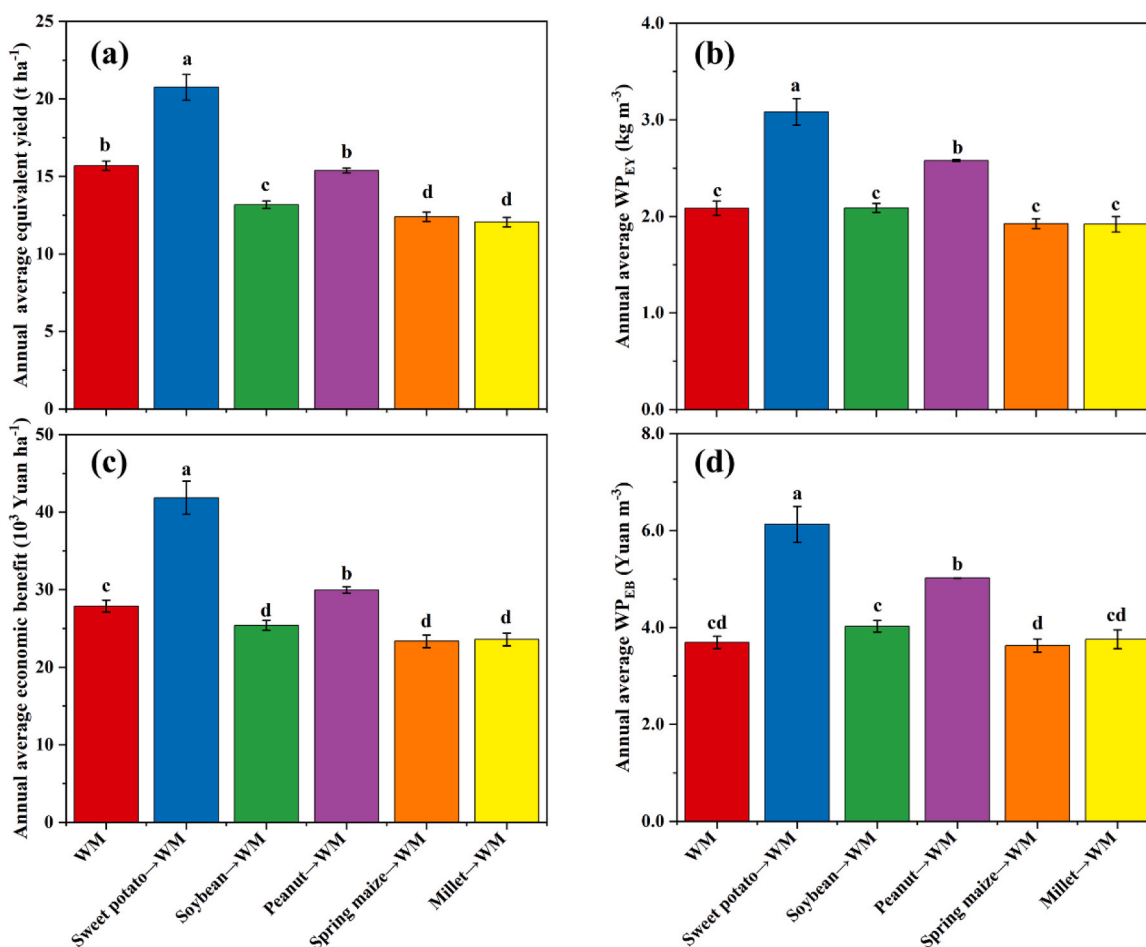 (a)
Annual average equivalent yield (t ha⁻¹)
25
20
15
10
5
0
b
a
c
b
d
d
(b)
Annual average WP_EY (kg m⁻³)
4.0
3.0
2.0
1.0
0.0
c
a
c
b
c
c
(c)
Annual average economic benefit (10³ Yuan ha⁻¹)
50
40
30
20
10
0
c
a
d
b
d
d
WM
Sweet potato→WM
Soybean→WM
Peanut→WM
Spring maize→WM
Millet→WM
(d)
Annual average WP_EB (Yuan m⁻³)
8.0
6.0
4.0
2.0
0.0
cd
a
c
b
d
cd
WM
Sweet potato→WM
Soybean→WM
Peanut→WM
Spring maize→WM
Millet→WM